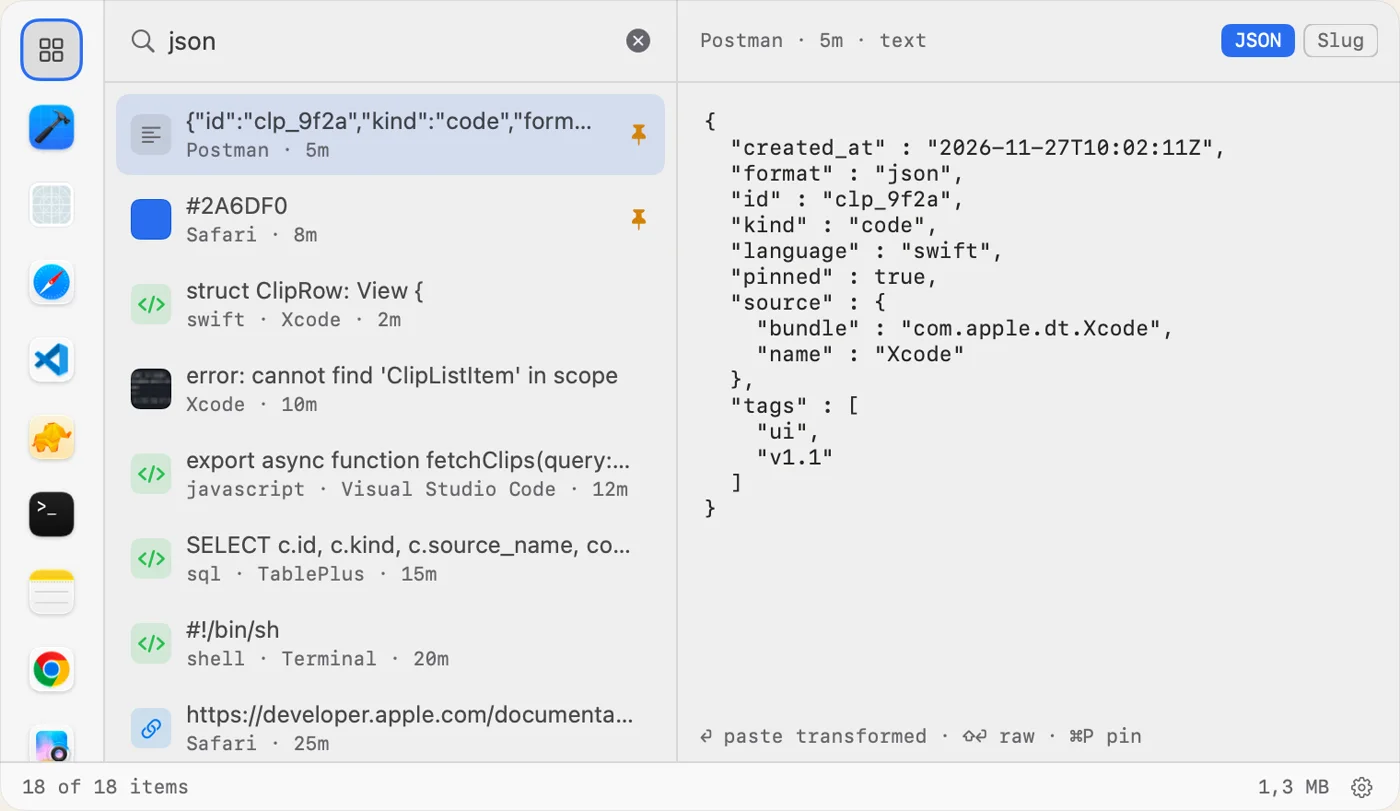 json
Postman · 5m · text
JSON
Slug
{"id":"clp_9f2a","kind":"code","form…
Postman · 5m
#2A6DF0
Safari · 8m
struct ClipRow: View {
swift · Xcode · 2m
error: cannot find 'ClipListItem' in scope
Xcode · 10m
export async function fetchClips(query:…
javascript · Visual Studio Code · 12m
SELECT c.id, c.kind, c.source_name, co…
sql · TablePlus · 15m
#!/bin/sh
shell · Terminal · 20m
https://developer.apple.com/documenta…
Safari · 25m
{
"created_at" : "2026-11-27T10:02:11Z",
"format" : "json",
"id" : "clp_9f2a",
"kind" : "code",
"language" : "swift",
"pinned" : true,
"source" : {
"bundle" : "com.apple.dt.Xcode",
"name" : "Xcode"
},
"tags" : [
"ui",
"v1.1"
]
}
⏎ paste transformed · ⇧⏎ raw · ⌘P pin
18 of 18 items
1,3 MB